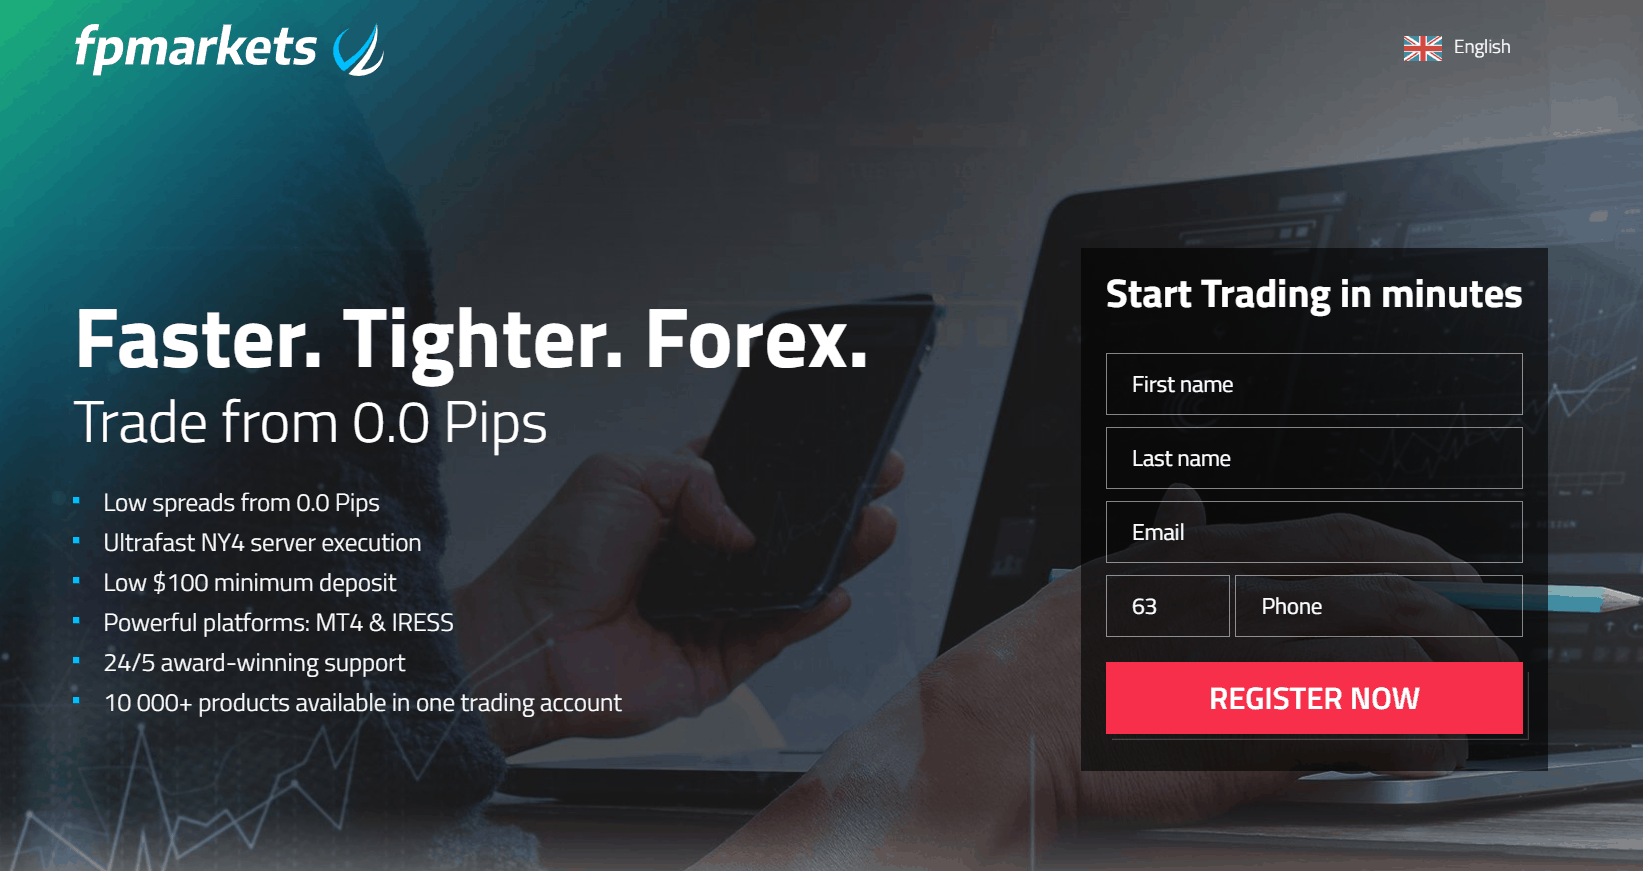 fpmarkets
English
Faster. Tighter. Forex.
Trade from 0.0 Pips
Low spreads from 0.0 Pips
Ultrafast NY4 server execution
Low $100 minimum deposit
Powerful platforms: MT4 & IRESS
24/5 award-winning support
10 000+ products available in one trading account
Start Trading in minutes
First name
Last name
Email
63
Phone
REGISTER NOW